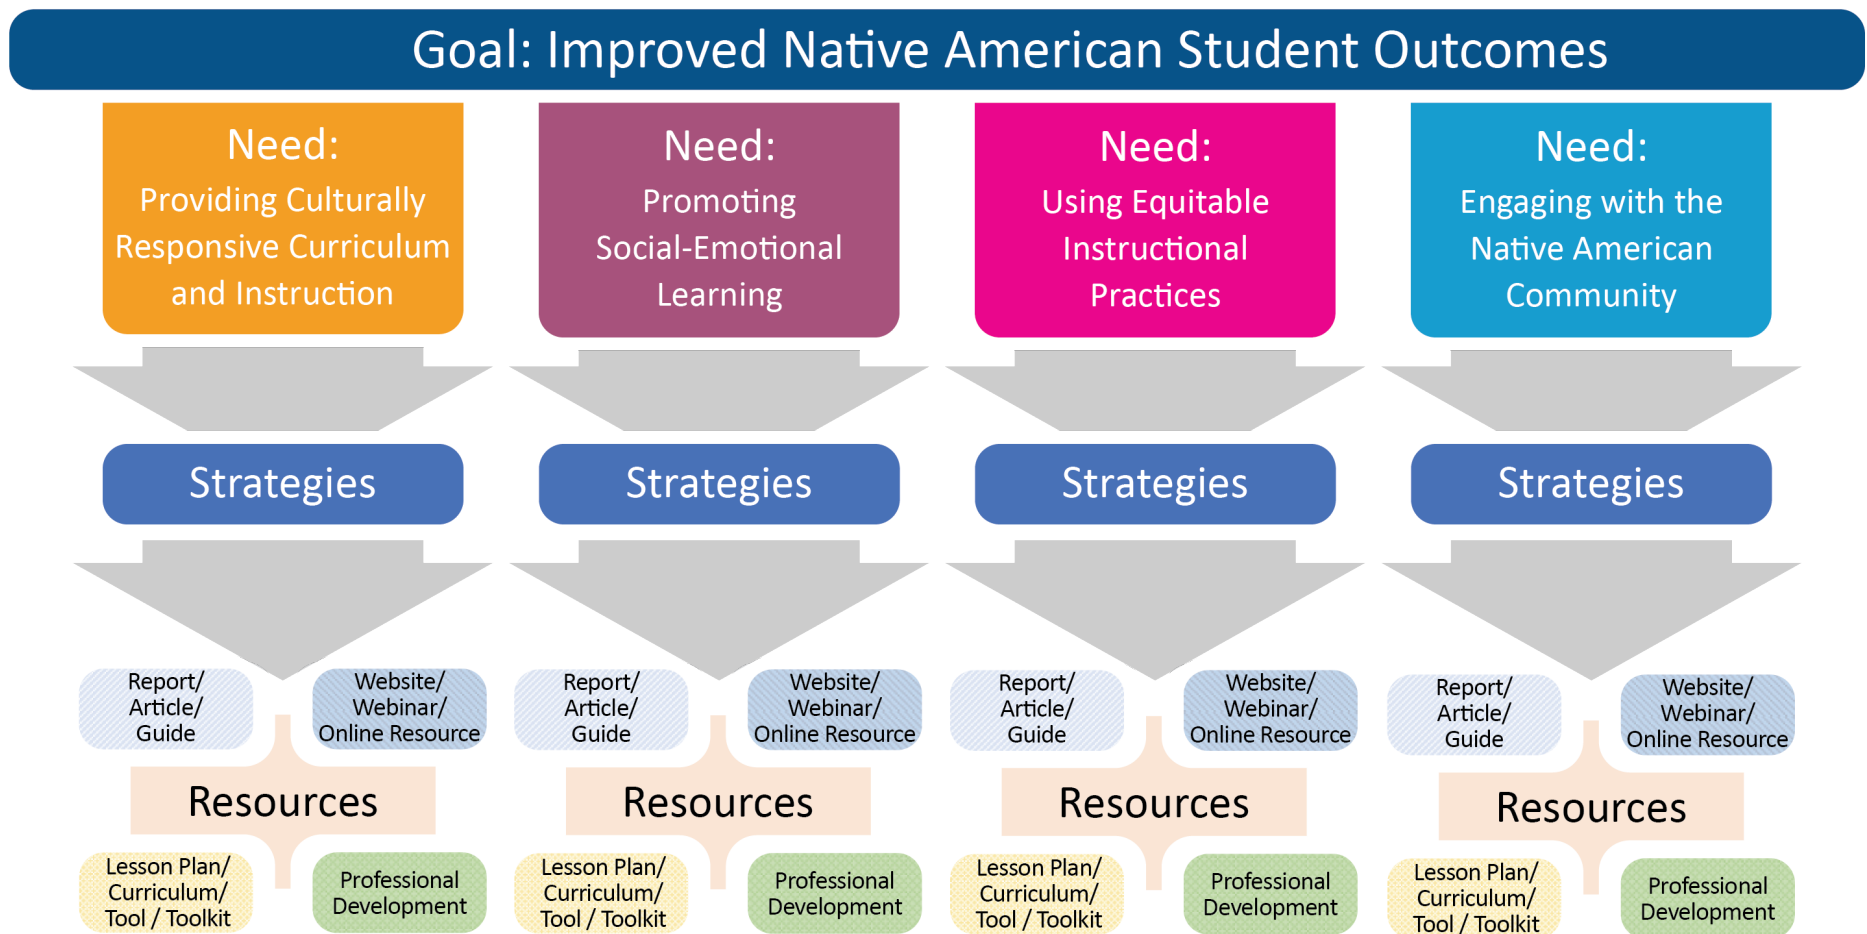 Goal: Improved Native American Student Outcomes
Need:
Providing Culturally
Responsive Curriculum
and Instruction
Need:
Promoting
Social-Emotional
Learning
Need:
Using Equitable
Instructional
Practices
Need:
Engaging with the
Native American
Community
Strategies
Strategies
Strategies
Strategies
Report/
Article/
Guide
Website/
Webinar/
Online Resource
Resources
Lesson Plan/
Curriculum/
Tool / Toolkit
Professional
Development
Report/
Article/
Guide
Website/
Webinar/
Online Resource
Resources
Lesson Plan/
Curriculum/
Tool / Toolkit
Professional
Development
Report/
Article/
Guide
Website/
Webinar/
Online Resource
Resources
Lesson Plan/
Curriculum/
Tool / Toolkit
Professional
Development
Report/
Article/
Guide
Website/
Webinar/
Online Resource
Resources
Lesson Plan/
Curriculum/
Tool / Toolkit
Professional
Development